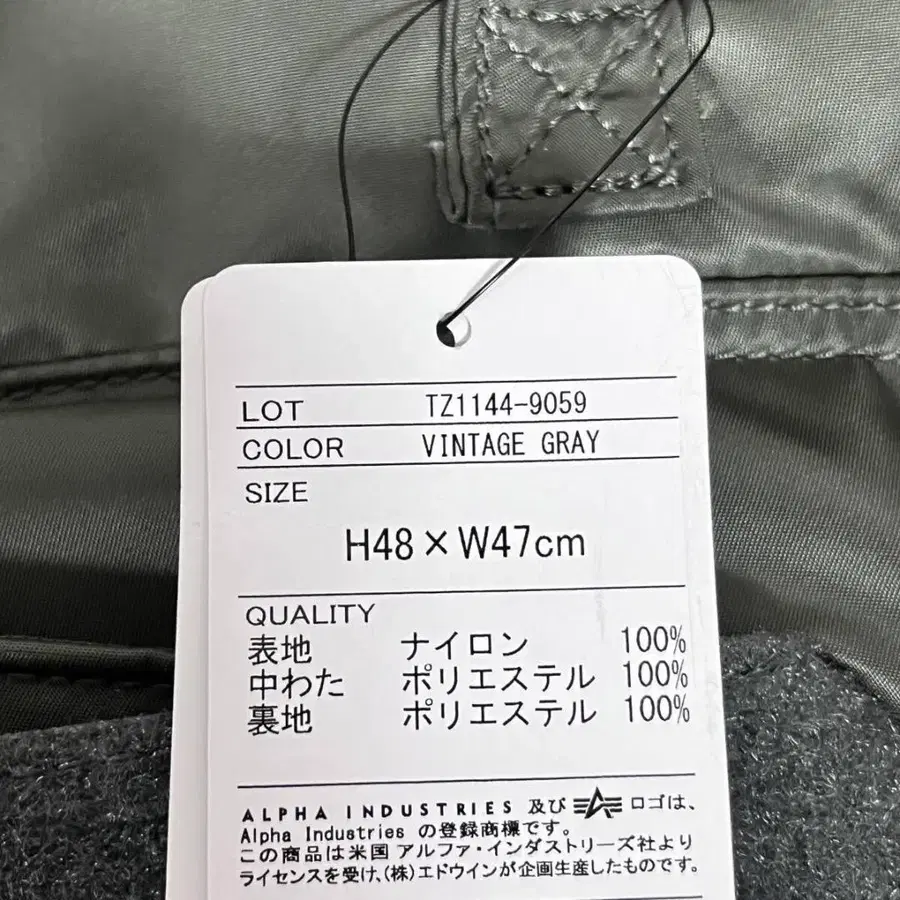 LOT TZ1144-9059
COLOR VINTAGE GRAY
SIZE
H48×W47cm
QUALITY
表地 ナイロン 100%
中わた ポリエステル 100%
裏地 ポリエステル 100%
ALPHA INDUSTRIES 及び ロゴは、
Alpha Industries の登録商標です。
この商品は米国 アルファ・インダストリーズ社より
ライセンスを受け、(株)エドウインが企画生産したものです。